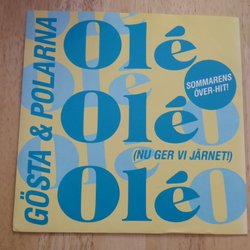 GÖSTA & POLARNA
Olé
SOMMARENS
ÖVER-HIT!
Olé
(NU GER VI JÄRNET!)
Olé